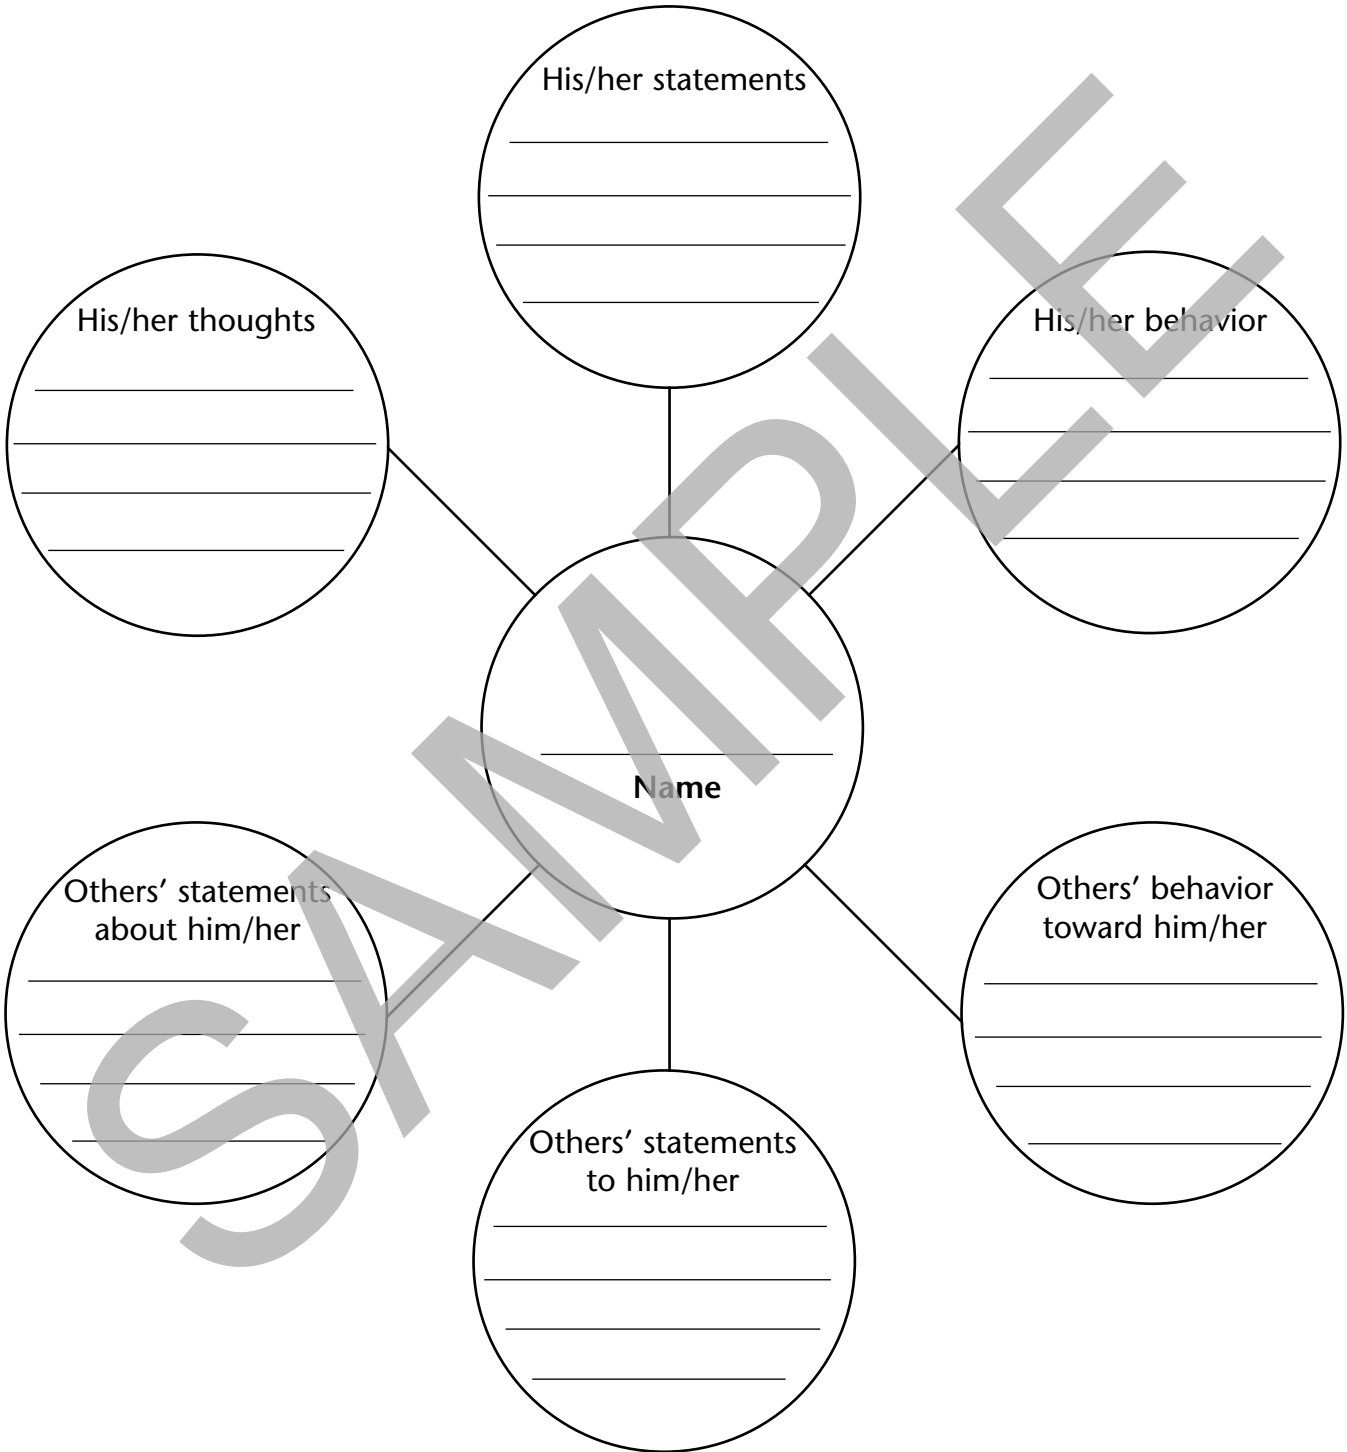 His/her statements
His/her thoughts
His/her behavior
Name
Others’ statements
about him/her
Others’ behavior
toward him/her
Others’ statements
to him/her
SAMPLE